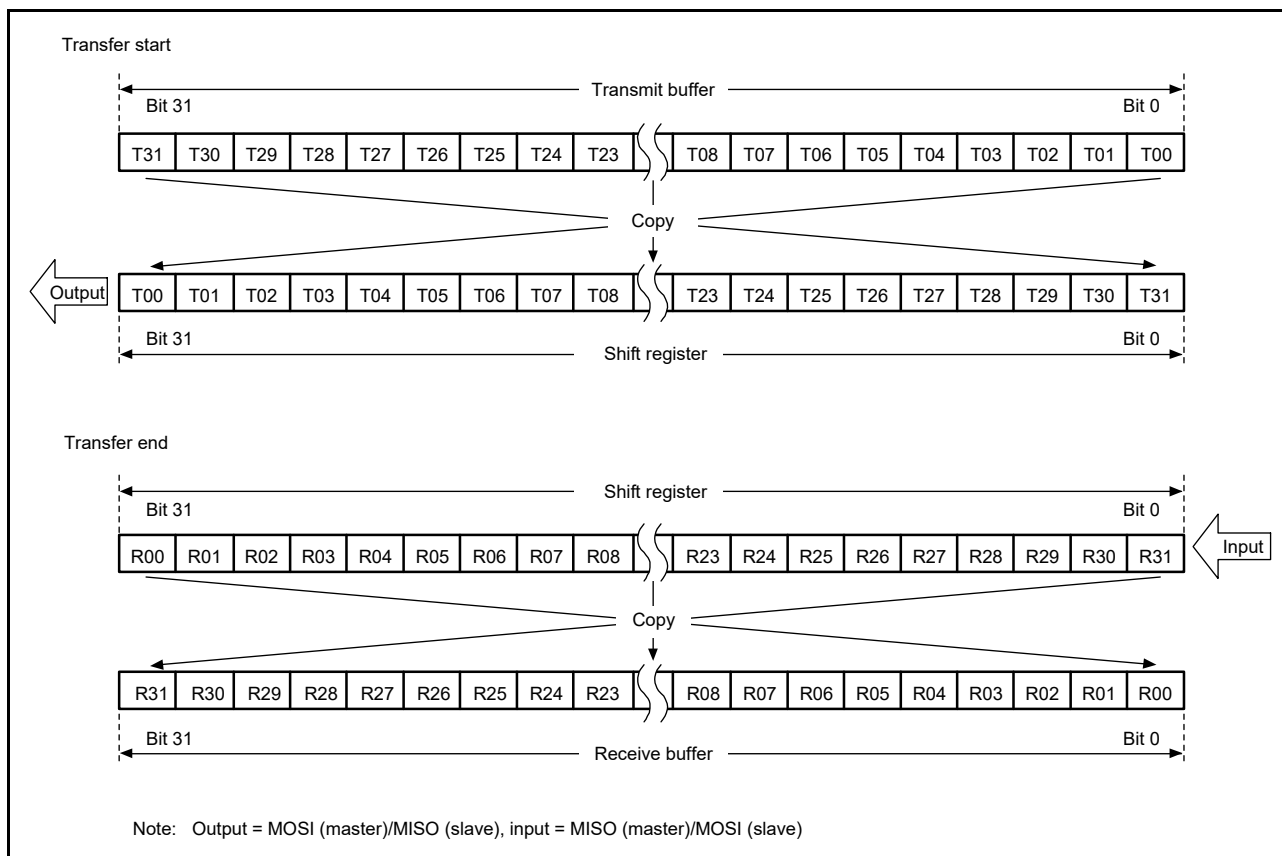 Transfer start
Transmit buffer
Bit 31 Bit 0
T31 T30 T29 T28 T27 T26 T25 T24 T23 T08 T07 T06 T05 T04 T03 T02 T01 T00
Copy
Output T00 T01 T02 T03 T04 T05 T06 T07 T08 T23 T24 T25 T26 T27 T28 T29 T30 T31
Bit 31 Bit 0
Shift register
Transfer end
Shift register
Bit 31 Bit 0
R00 R01 R02 R03 R04 R05 R06 R07 R08 R23 R24 R25 R26 R27 R28 R29 R30 R31 Input
Copy
R31 R30 R29 R28 R27 R26 R25 R24 R23 R08 R07 R06 R05 R04 R03 R02 R01 R00
Bit 31 Bit 0
Receive buffer
Note: Output = MOSI (master)/MISO (slave), input = MISO (master)/MOSI (slave)